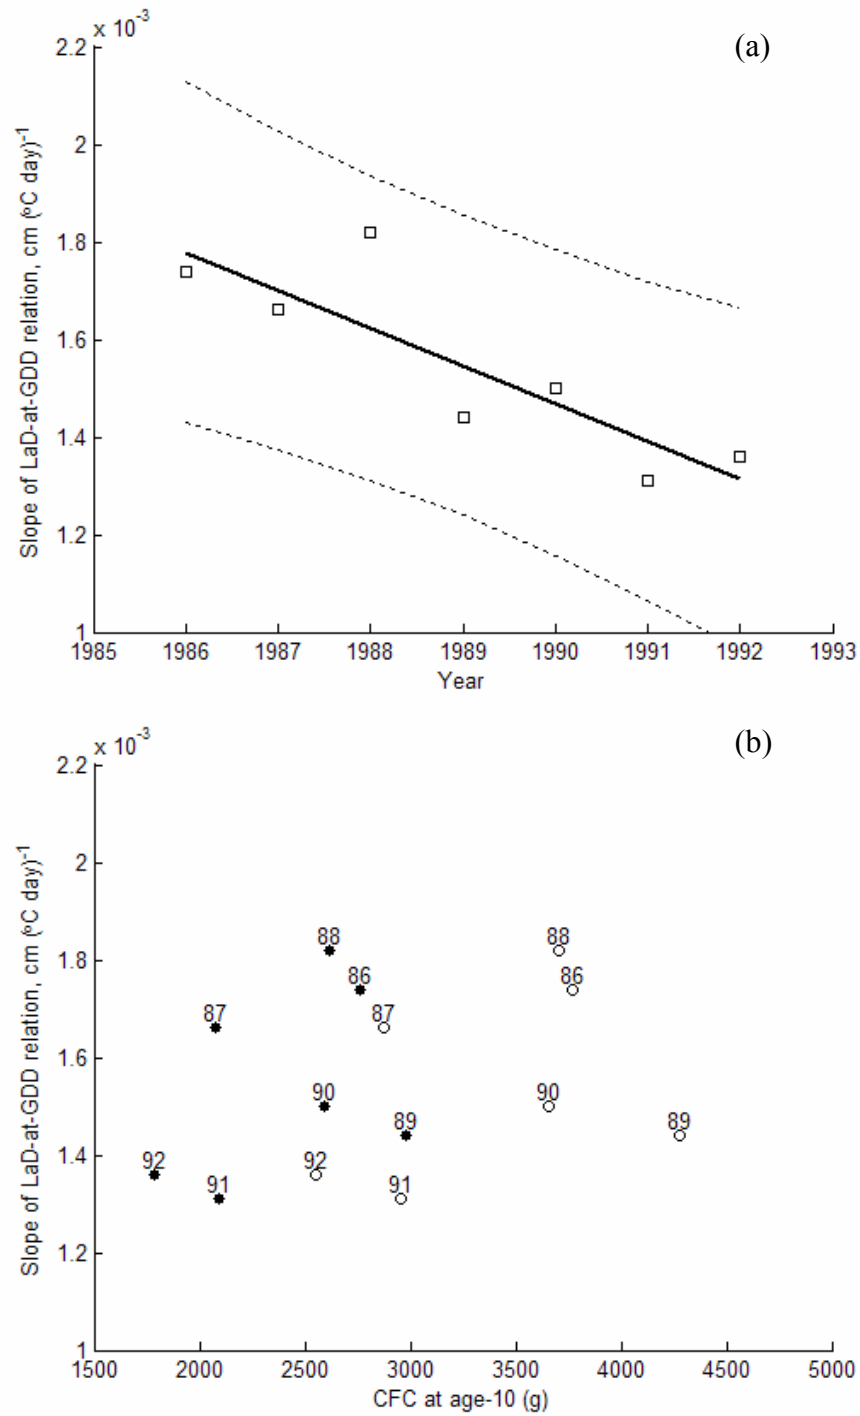 (a)
x 10-3
2.2
2
1.8
1.6
1.4
1.2
1
Slope of LaD-at-GDD relation, cm (ºC day)-1
1985 1986 1987 1988 1989 1990 1991 1992 1993
Year
(b)
x 10-3
2.2
2
1.8
1.6
1.4
1.2
1
Slope of LaD-at-GDD relation, cm (ºC day)-1
88 88
86 86
87 87
90 90
89 89
92 92
91 91
1500 2000 2500 3000 3500 4000 4500 5000
CFC at age-10 (g)